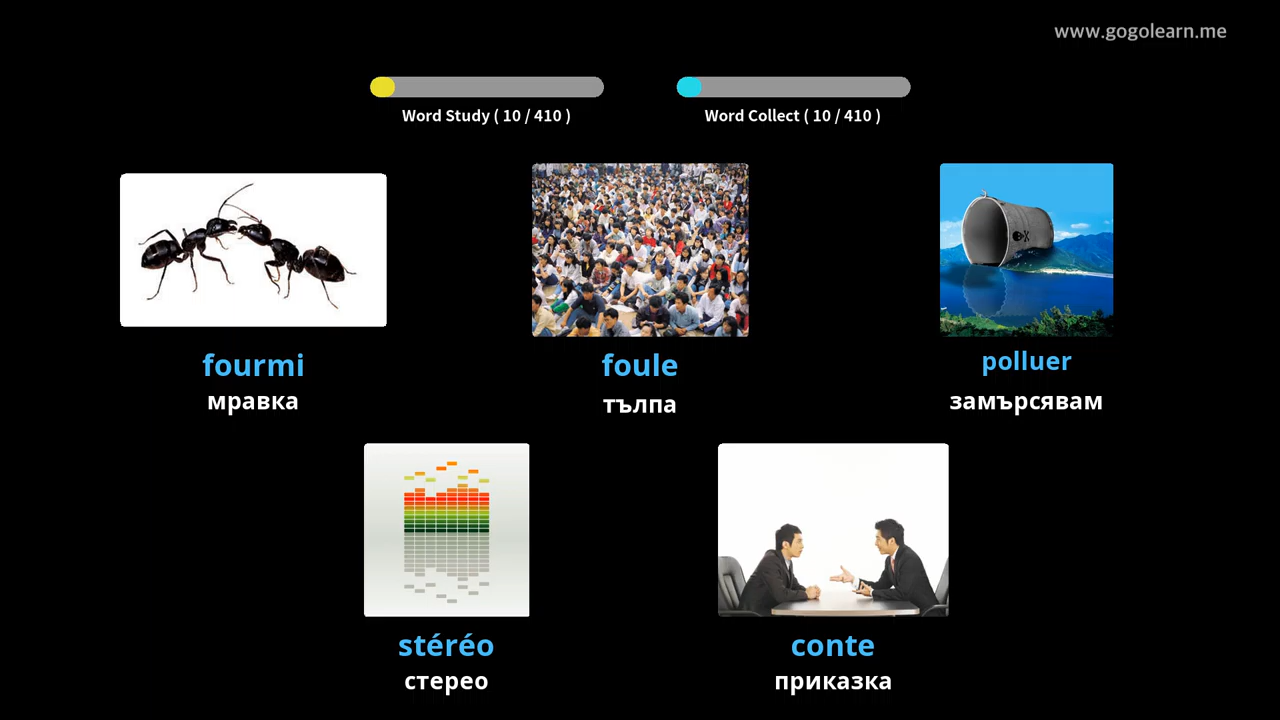 www.gogolearn.me
Word Study ( 10 / 410 )
Word Collect ( 10 / 410 )
fourmi
мравка
foule
тълпа
polluer
замърсявам
stéréo
стерео
conte
приказка